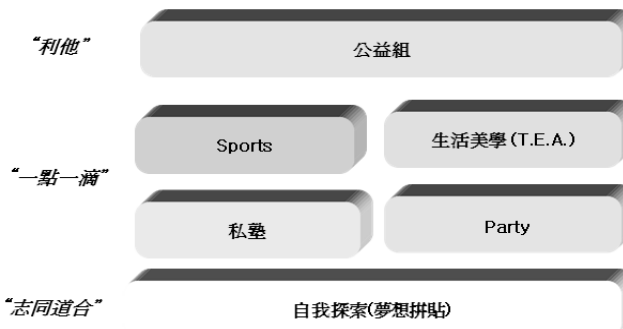 “利他”
公益組
“一點一滴”
Sports
生活美學(T.E.A.)
私塾
Party
“志同道合”
自我探索(夢想拼貼)